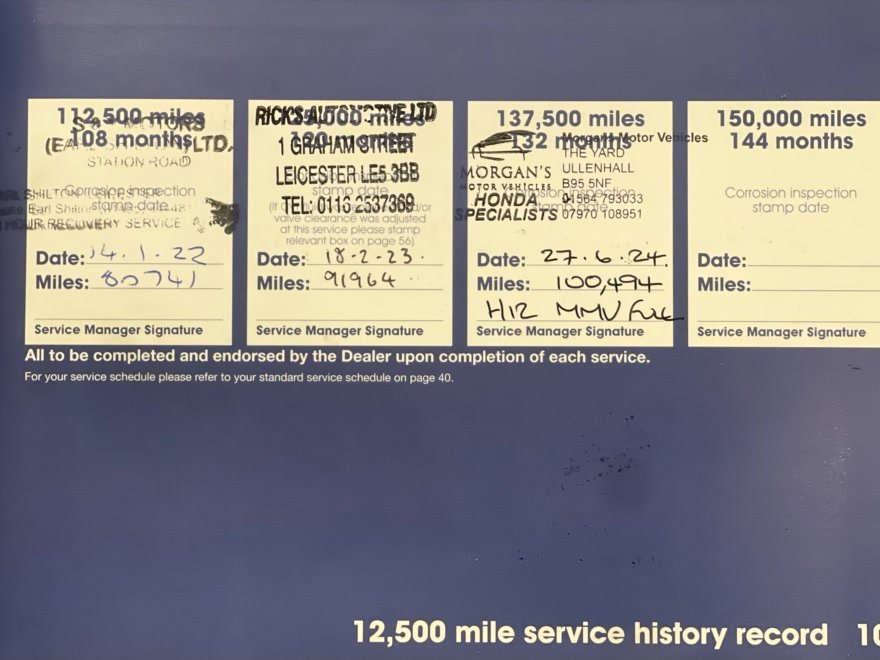 112,500 miles
108 months
MOTORS
LTD.
STATION ROAD
Corrosion inspection
stamp date
Earl Shilton
HOUR RECOVERY SERVICE
Date: 14.1.22
Miles: 80741
Service Manager Signature
RICKS AUTOMOTIVE LTD
1 GRAHAM STREET
LEICESTER LE5 3BB
stamp date
TEL: 0116 2537369
valve clearance was adjusted
at this service please stamp
relevant box on page 56)
Date: 18-2-23.
Miles: 91964
Service Manager Signature
137,500 miles
132 months
Morgan's Motor Vehicles
THE YARD
ULLENHALL
B95 5NF
01564 793033
07970 108951
MORGAN'S
MOTOR VEHICLES
HONDA
SPECIALISTS
Date: 27.6.24.
Miles: 100,494
H12 MMV
Service Manager Signature
150,000 miles
144 months
Corrosion inspection
stamp date
Date:
Miles:
Service Manager Signature
All to be completed and endorsed by the Dealer upon completion of each service.
For your service schedule please refer to your standard service schedule on page 40.
12,500 mile service history record